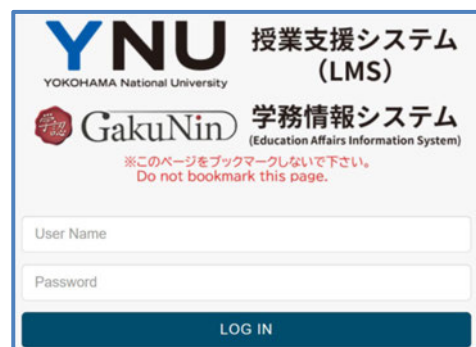 YNU 授業支援システム
YOKOHAMA National University （LMS）
学認 GakuNin 学務情報システム
(Education Affairs Information System)
※このページをブックマークしないで下さい。
Do not bookmark this page.
User Name
Password
LOG IN